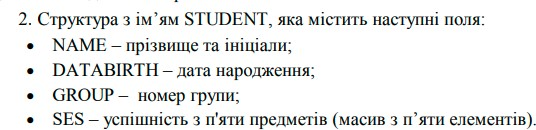 2. Структура з ім’ям STUDENT, яка містить наступні поля:
• NAME – прізвище та ініціали;
• DATABIRTH – дата народження;
• GROUP – номер групи;
• SES – успішність з п'яти предметів (масив з п’яти елементів).